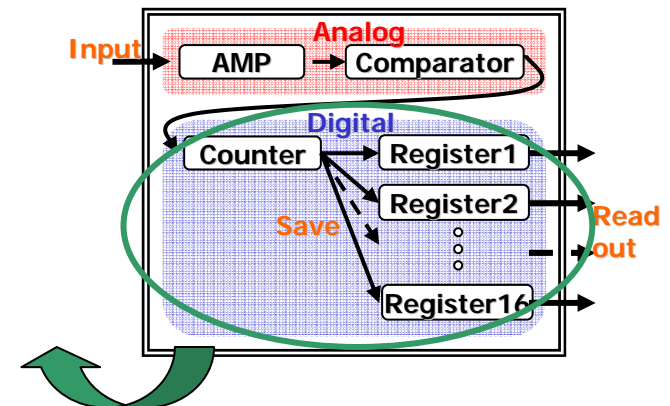 Analog
Input
AMP
Comparator
Digital
Counter
Register1
Register2
Save
Read
out
Register16